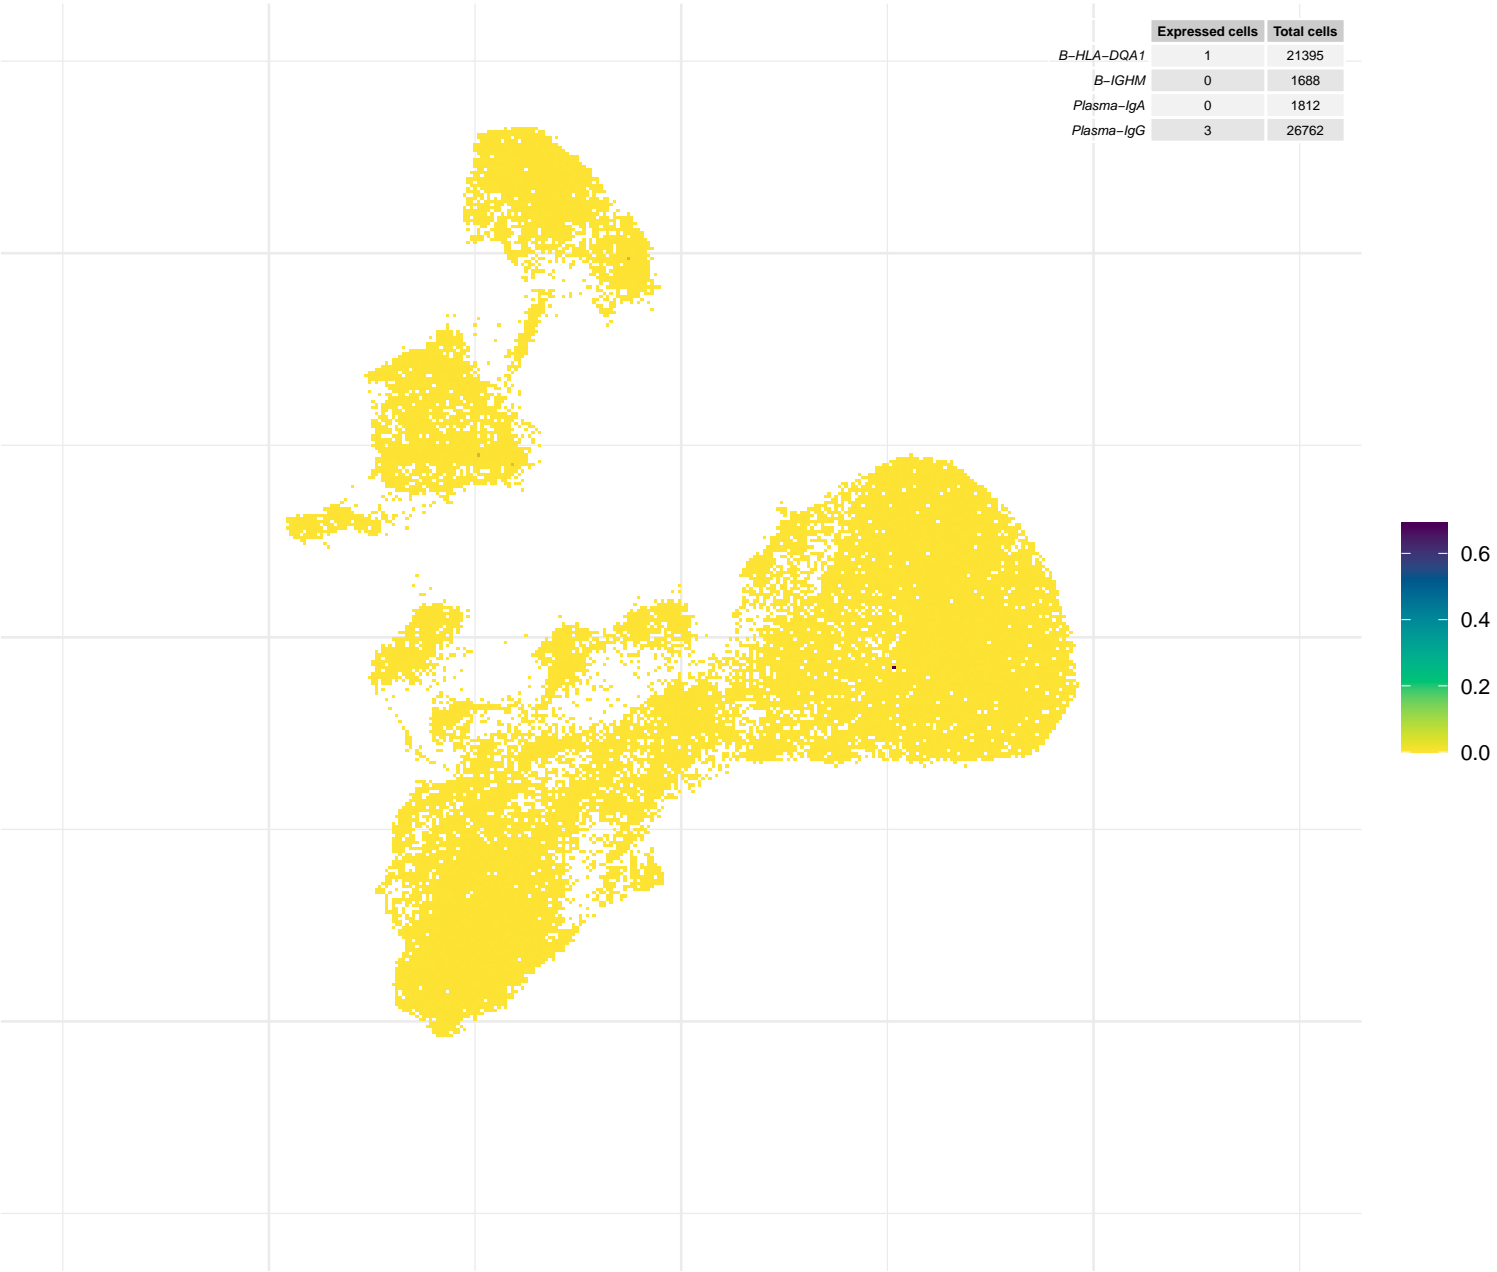 Expressed cells Total cells
B−HLA−DQA1 1 21395
B−IGHM 0 1688
Plasma−IgA 0 1812
Plasma−IgG 3 26762
0.6
0.4
0.2
0.0